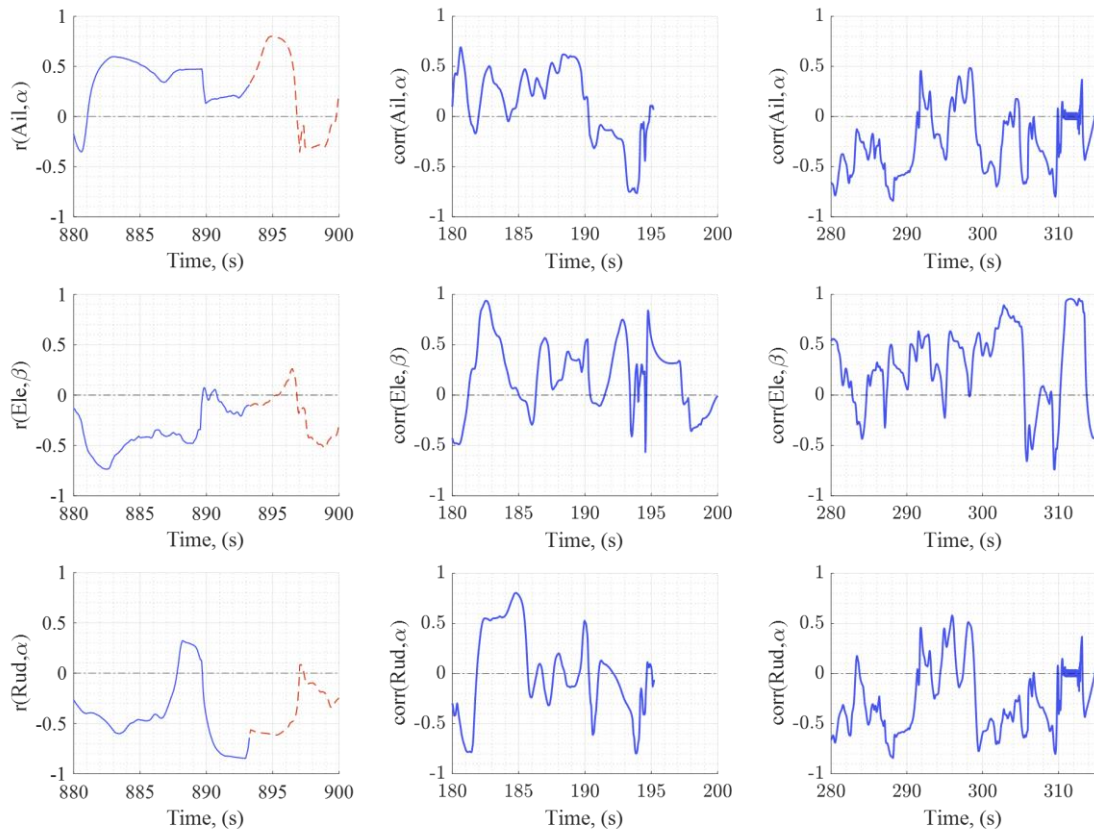 1
0.5
0
-0.5
-1
r(Ail,α)
880 885 890 895 900
Time, (s)
1
0.5
0
-0.5
-1
corr(Ail, α)
180 185 190 195 200
Time, (s)
1
0.5
0
-0.5
-1
corr(Ail, α)
280 290 300 310
Time, (s)
1
0.5
0
-0.5
-1
r(Ele,β)
880 885 890 895 900
Time, (s)
1
0.5
0
-0.5
-1
corr(Ele, β)
180 185 190 195 200
Time, (s)
1
0.5
0
-0.5
-1
corr(Ele, β)
280 290 300 310
Time, (s)
1
0.5
0
-0.5
-1
r(Rud,α)
880 885 890 895 900
Time, (s)
1
0.5
0
-0.5
-1
corr(Rud, α)
180 185 190 195 200
Time, (s)
1
0.5
0
-0.5
-1
corr(Rud, α)
280 290 300 310
Time, (s)